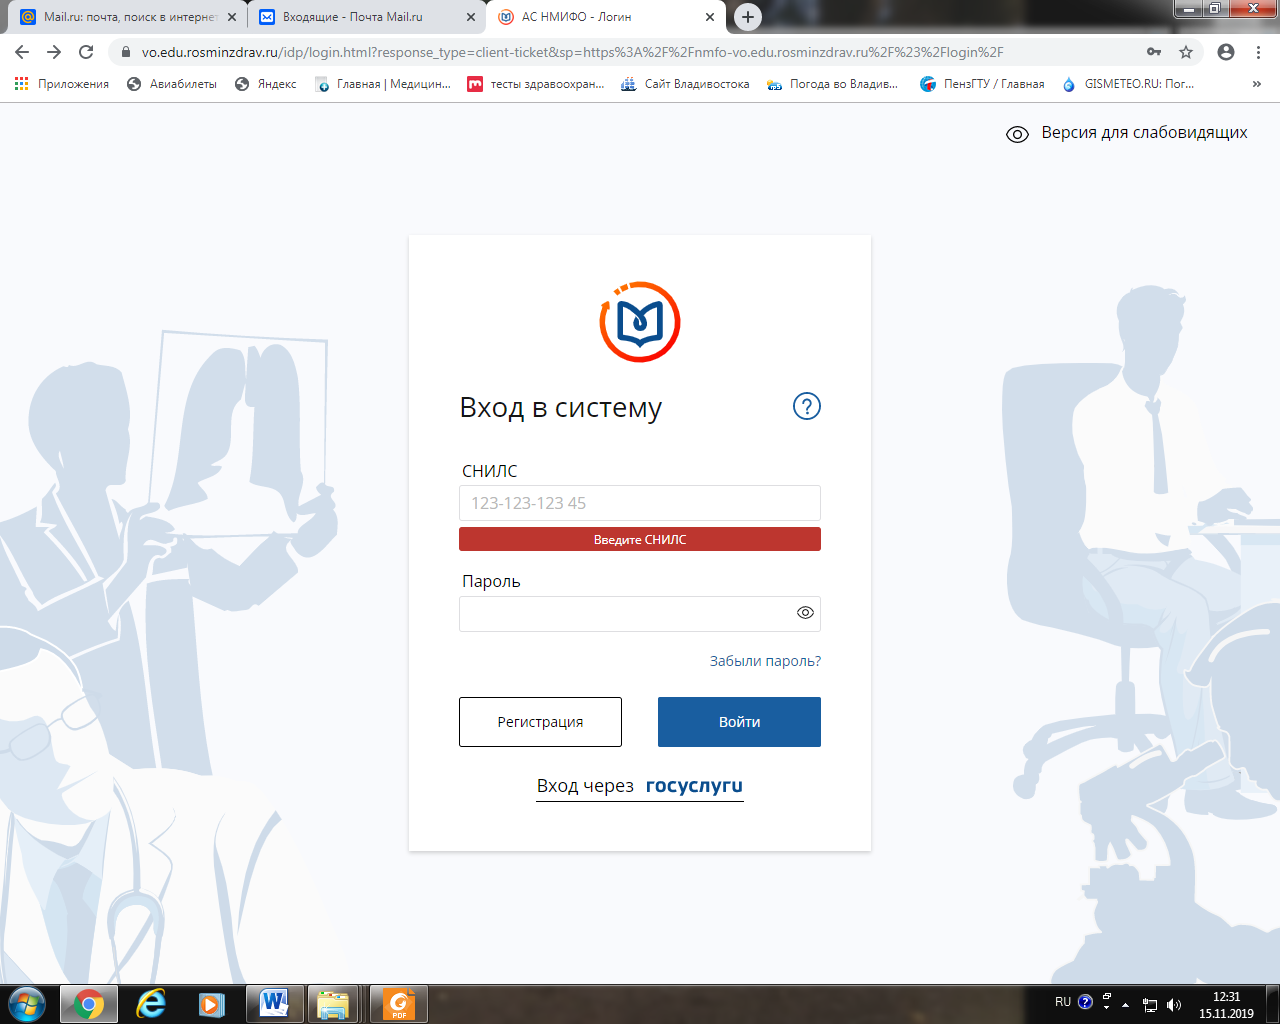 Mail.ru: почта, поиск в интернет
Входящие - Почта Mail.ru
АС НМИФО - Логин
vo.edu.rosminzdrav.ru/idp/login.html?response_type=client-ticket&sp=https%3A%2F%2Fnmfo-vo.edu.rosminzdrav.ru%2F%23%2Flogin%2F
Приложения
Авиабилеты
Яндекс
Главная | Медицин...
тесты здравоохран...
Сайт Владивостока
Погода во Владив...
ПензГТУ / Главная
GISMETEO.RU: Пог...
»
Версия для слабовидящих
Вход в систему
?
СНИЛС
123-123-123 45
Введите СНИЛС
Пароль
Забыли пароль?
Регистрация
Войти
Вход через госуслуги
PDF
RU
12:31
15.11.2019